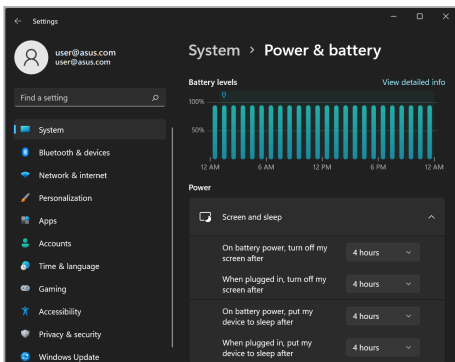 Settings
user@asus.com
user@asus.com
Find a setting
System
Bluetooth & devices
Network & internet
Personalization
Apps
Accounts
Time & language
Gaming
Accessibility
Privacy & security
Windows Update
System > Power & battery
Battery levels
View detailed info
100%
50%
12 AM 6 AM 12 PM 6 PM 12 AM
Power
Screen and sleep
On battery power, turn off my
screen after
4 hours
When plugged in, turn off my
screen after
4 hours
On battery power, put my
device to sleep after
4 hours
When plugged in, put my
device to sleep after
4 hours